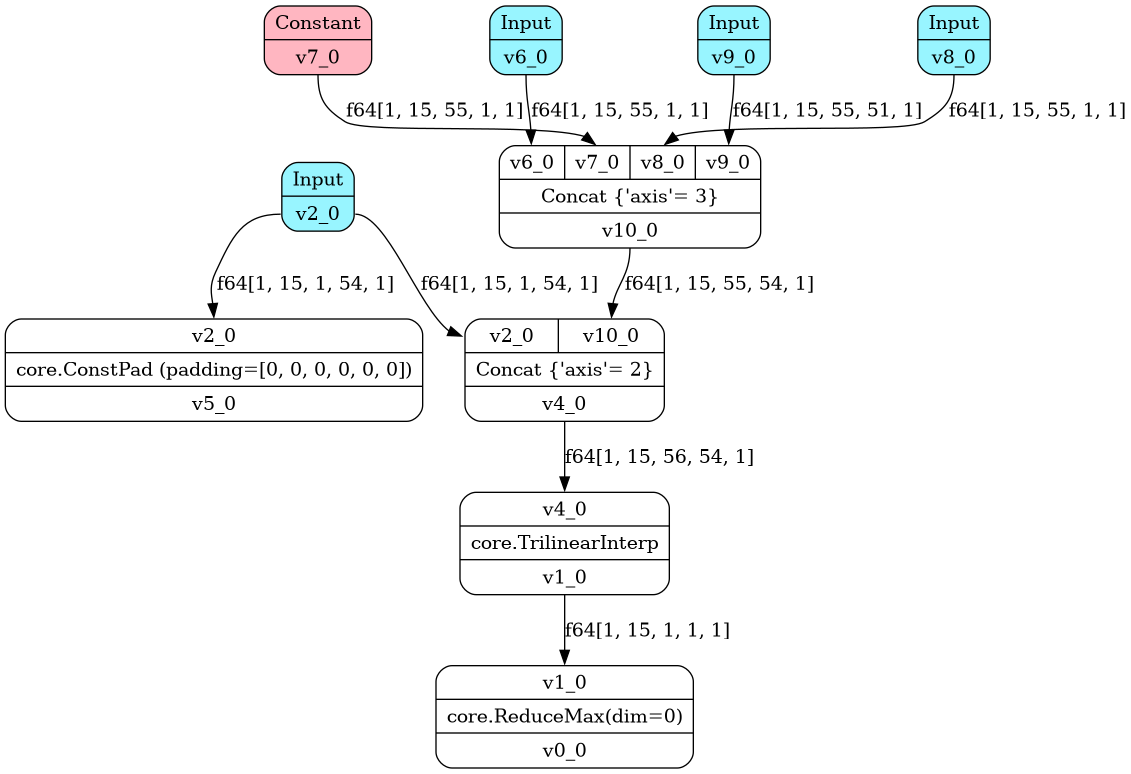 Constant
v7_0
Input
v6_0
Input
v9_0
Input
v8_0
f64[1, 15, 55, 1, 1]
f64[1, 15, 55, 1, 1]
f64[1, 15, 55, 51, 1]
f64[1, 15, 55, 1, 1]
v6_0 v7_0 v8_0 v9_0
Concat {'axis'= 3}
v10_0
Input
v2_0
f64[1, 15, 1, 54, 1]
f64[1, 15, 1, 54, 1]
f64[1, 15, 55, 54, 1]
v2_0
core.ConstPad (padding=[0, 0, 0, 0, 0, 0])
v5_0
v2_0 v10_0
Concat {'axis'= 2}
v4_0
f64[1, 15, 56, 54, 1]
v4_0
core.TrilinearInterp
v1_0
f64[1, 15, 1, 1, 1]
v1_0
core.ReduceMax(dim=0)
v0_0